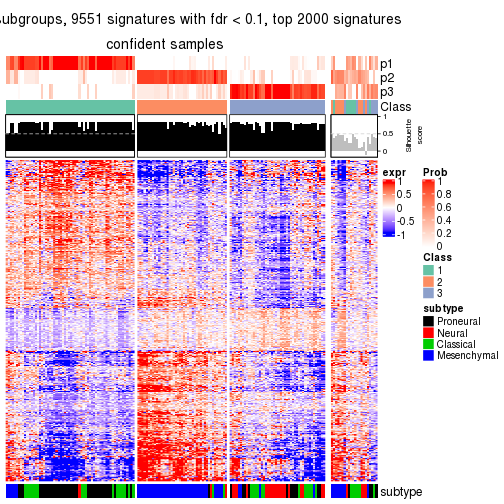 subgroups, 9551 signatures with fdr < 0.1, top 2000 signatures
confident samples
p1
p2
p3
Class
1
0.5
0
Silhouette
score
expr
1
0.5
0
-0.5
-1
Prob
1
0.8
0.6
0.4
0.2
0
Class
1
2
3
subtype
Proneural
Neural
Classical
Mesenchymal
subtype